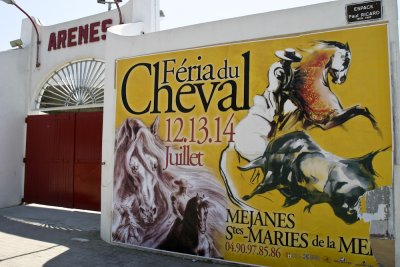 ARENES
ESPACE
PAUL RICARD
Féria du
Cheval
12.13.14
Juillet
MEJANES
Stes-MARIES de la ME
04.90.97.85.86